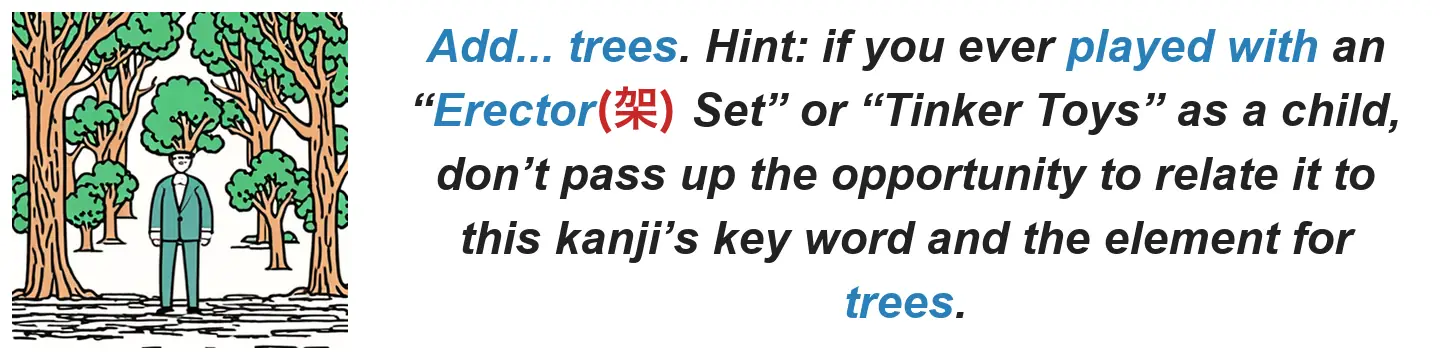 Add... trees. Hint: if you ever played with an
“Erector(架) Set” or “Tinker Toys” as a child,
don’t pass up the opportunity to relate it to
this kanji’s key word and the element for
trees.